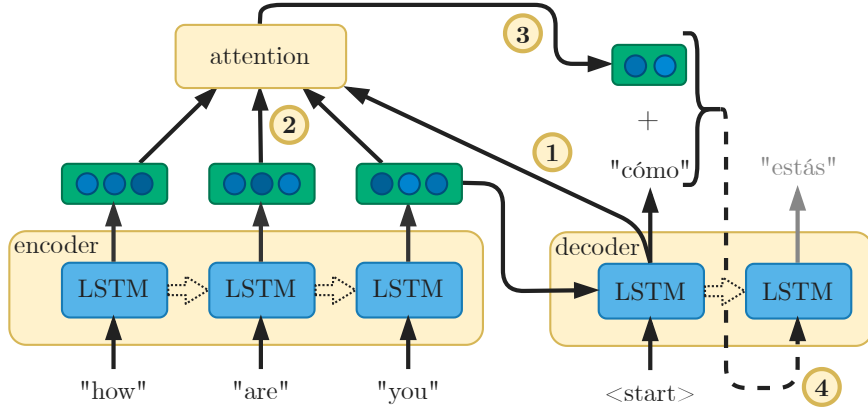 3
attention
2
1
+
"cómo"
"estás"
encoder
decoder
LSTM
LSTM
LSTM
LSTM
LSTM
"how"
"are"
"you"
<start>
4